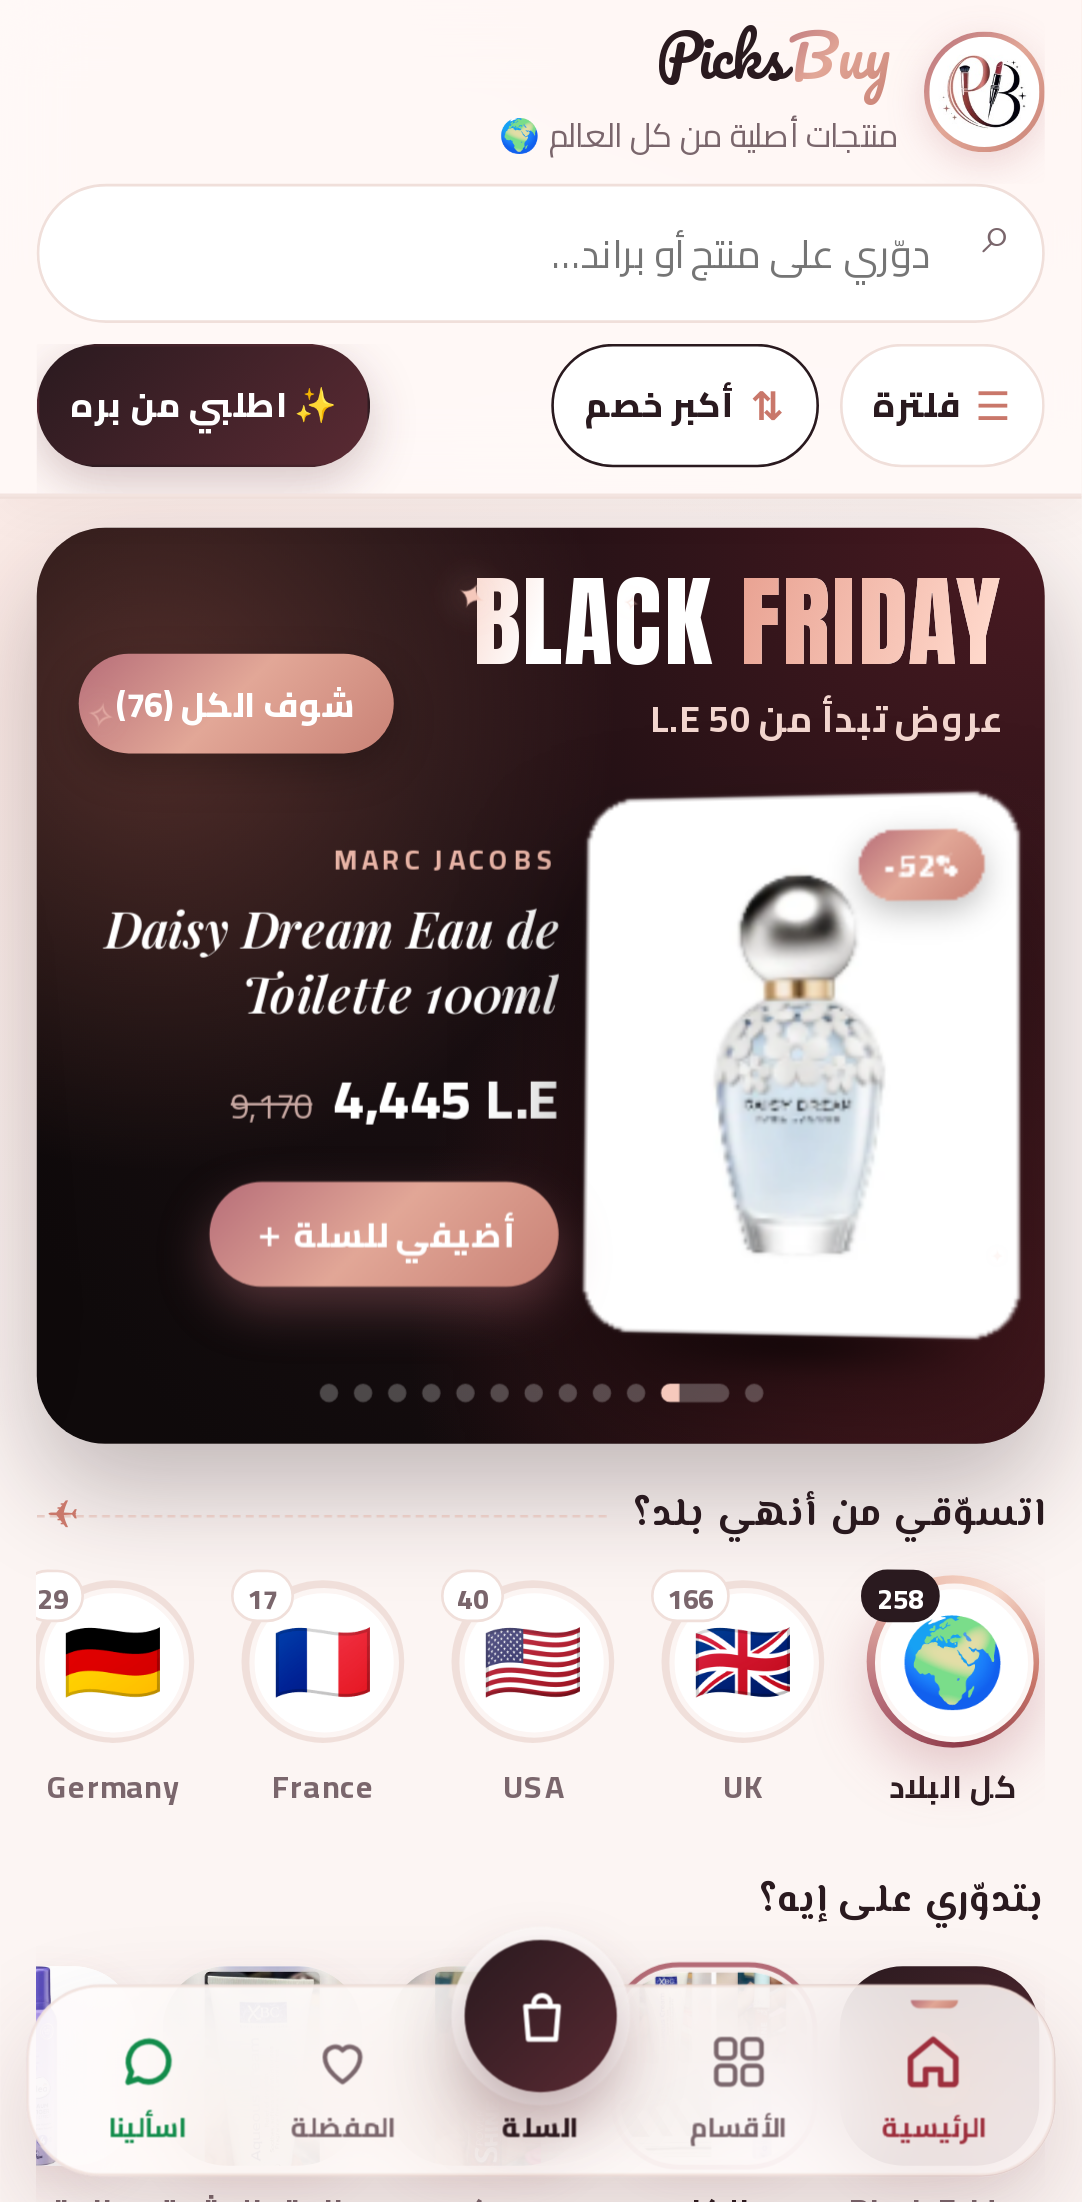 PicksBuy
منتجات أصلية من كل العالم 🌍
دوّري على منتج أو براند...
☰ فلترة
⇅ أكبر خصم
✨ اطلبي من بره
BLACK FRIDAY
عروض تبدأ من 50 L.E
شوف الكل (76)
-52%
DAISY DREAM
MARC JACOBS
Daisy Dream Eau de
Toilette 100ml
4,445 L.E 9,170
أضيفي للسلة +
اتسوّقي من أنهي بلد؟
258
166
40
17
29
كل البلاد
UK
USA
France
Germany
بتدوّري على إيه؟
الرئيسية
الأقسام
السلة
المفضلة
اسألينا